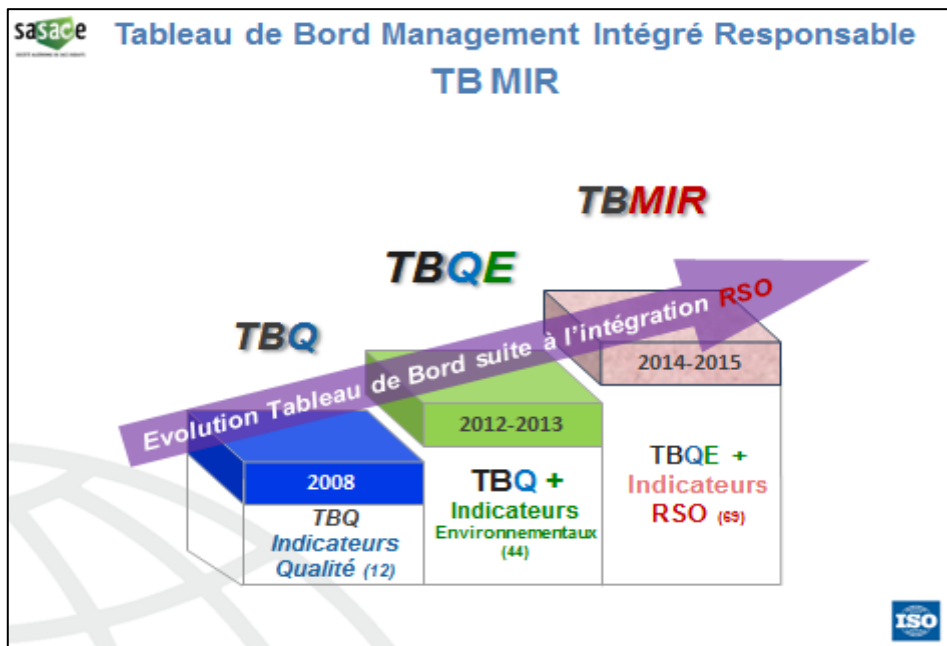 sasace
Tableau de Bord Management Intégré Responsable
TB MIR
TBMIR
TBQE
TBQ
Evolution Tableau de Bord suite à l'intégration RSO
2014-2015
2012-2013
2008
TBQE +
Indicateurs
RSO (69)
TBQ +
Indicateurs
Environnementaux
(44)
TBQ
Indicateurs
Qualité (12)
ISO